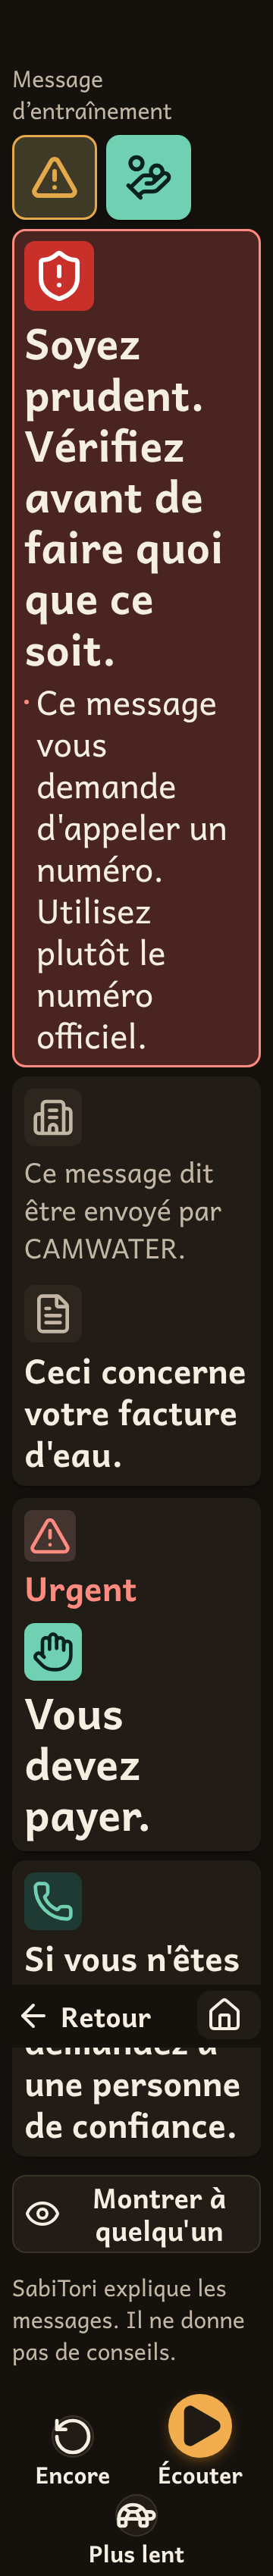 Message
d’entraînement
Soyez
prudent.
Vérifiez
avant de
faire quoi
que ce
soit.
Ce message
vous
demande
d'appeler un
numéro.
Utilisez
plutôt le
numéro
officiel.
Ce message dit
être envoyé par
CAMWATER.
Ceci concerne
votre facture
d'eau.
Urgent
Vous
devez
payer.
Si vous n'êtes
Retour
une personne
de confiance.
Montrer à
quelqu'un
SabiTori explique les
messages. Il ne donne
pas de conseils.
Encore
Écouter
Plus lent